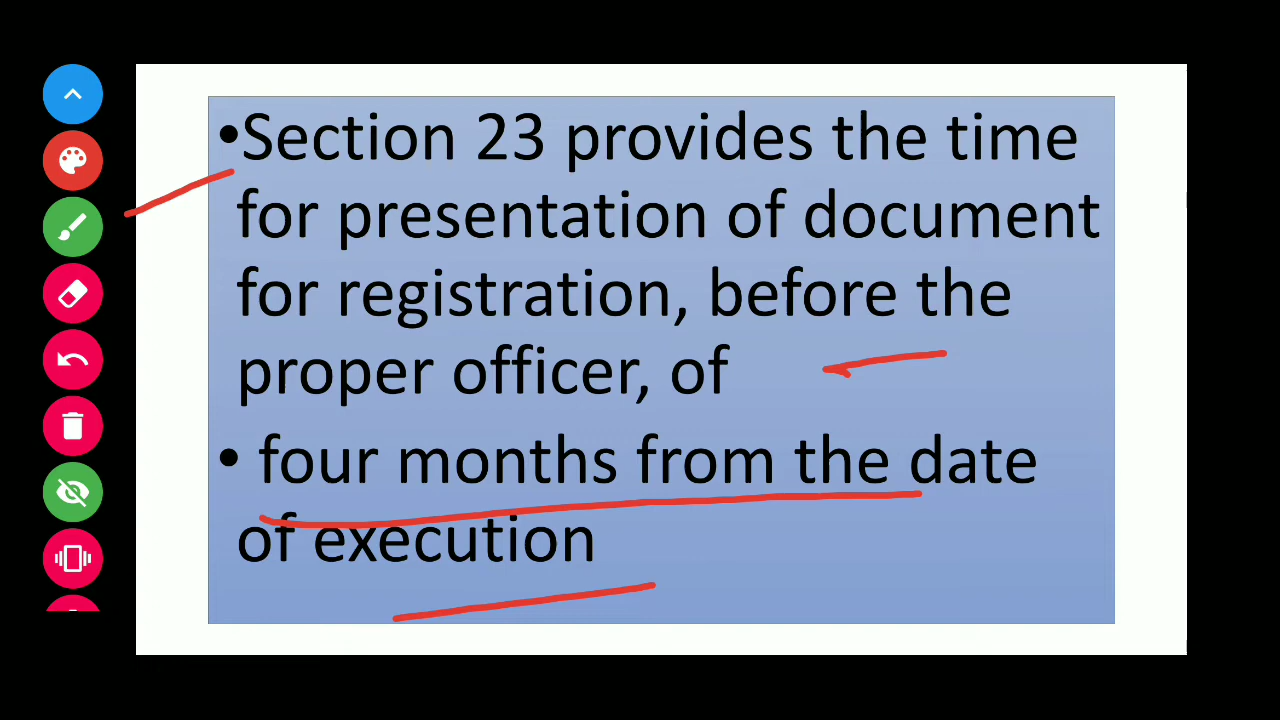 •Section 23 provides the time
for presentation of document
for registration, before the
proper officer, of
• four months from the date
of execution